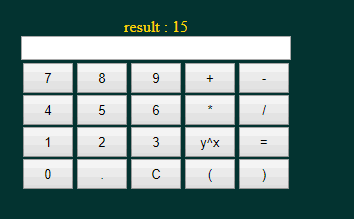 result : 15
7 8 9 + -
4 5 6 * /
1 2 3 y^x =
0 . C ( )